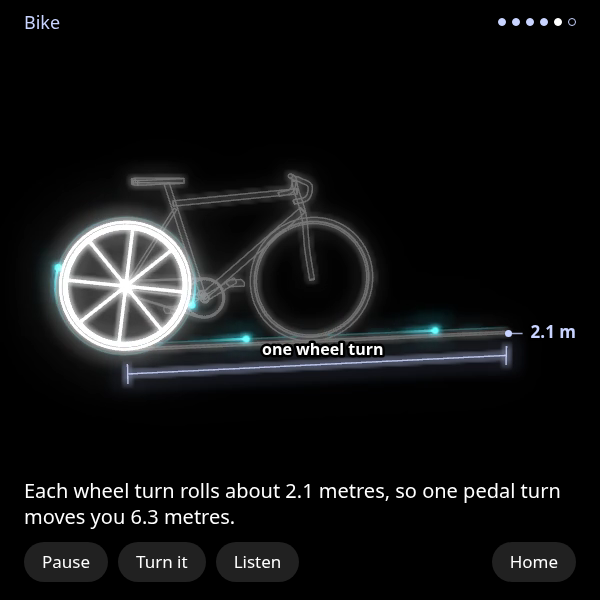 Bike
2.1 m
one wheel turn
Each wheel turn rolls about 2.1 metres, so one pedal turn
moves you 6.3 metres.
Pause
Turn it
Listen
Home